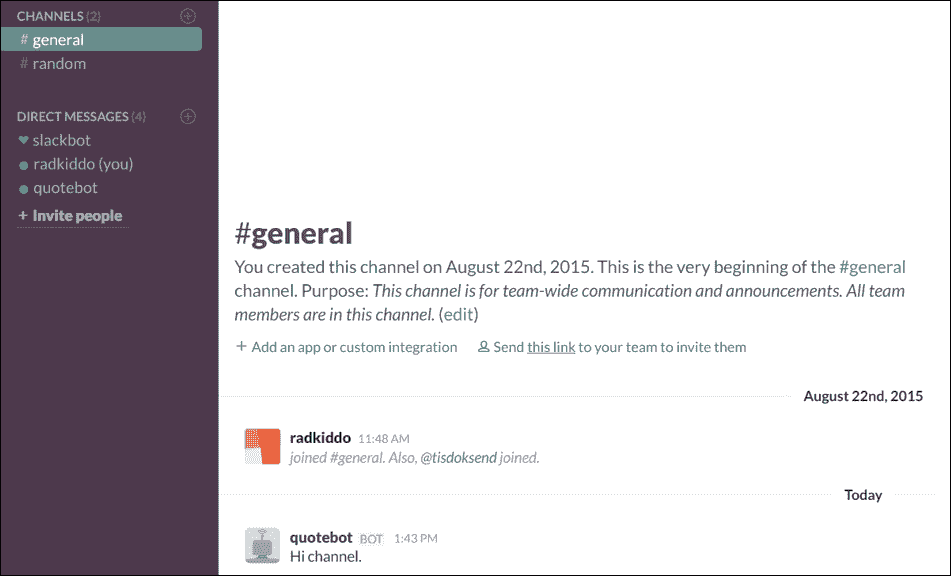 CHANNELS (2)
# general
# random
DIRECT MESSAGES (4)
slackbot
radkiddo (you)
quotebot
+ Invite people
#general
You created this channel on August 22nd, 2015. This is the very beginning of the #general
channel. Purpose: This channel is for team-wide communication and announcements. All team
members are in this channel. (edit)
+ Add an app or custom integration Send this link to your team to invite them
August 22nd, 2015
radkiddo 11:48 AM
joined #general. Also, @tisdoksend joined.
Today
quotebot BOT 1:43 PM
Hi channel.